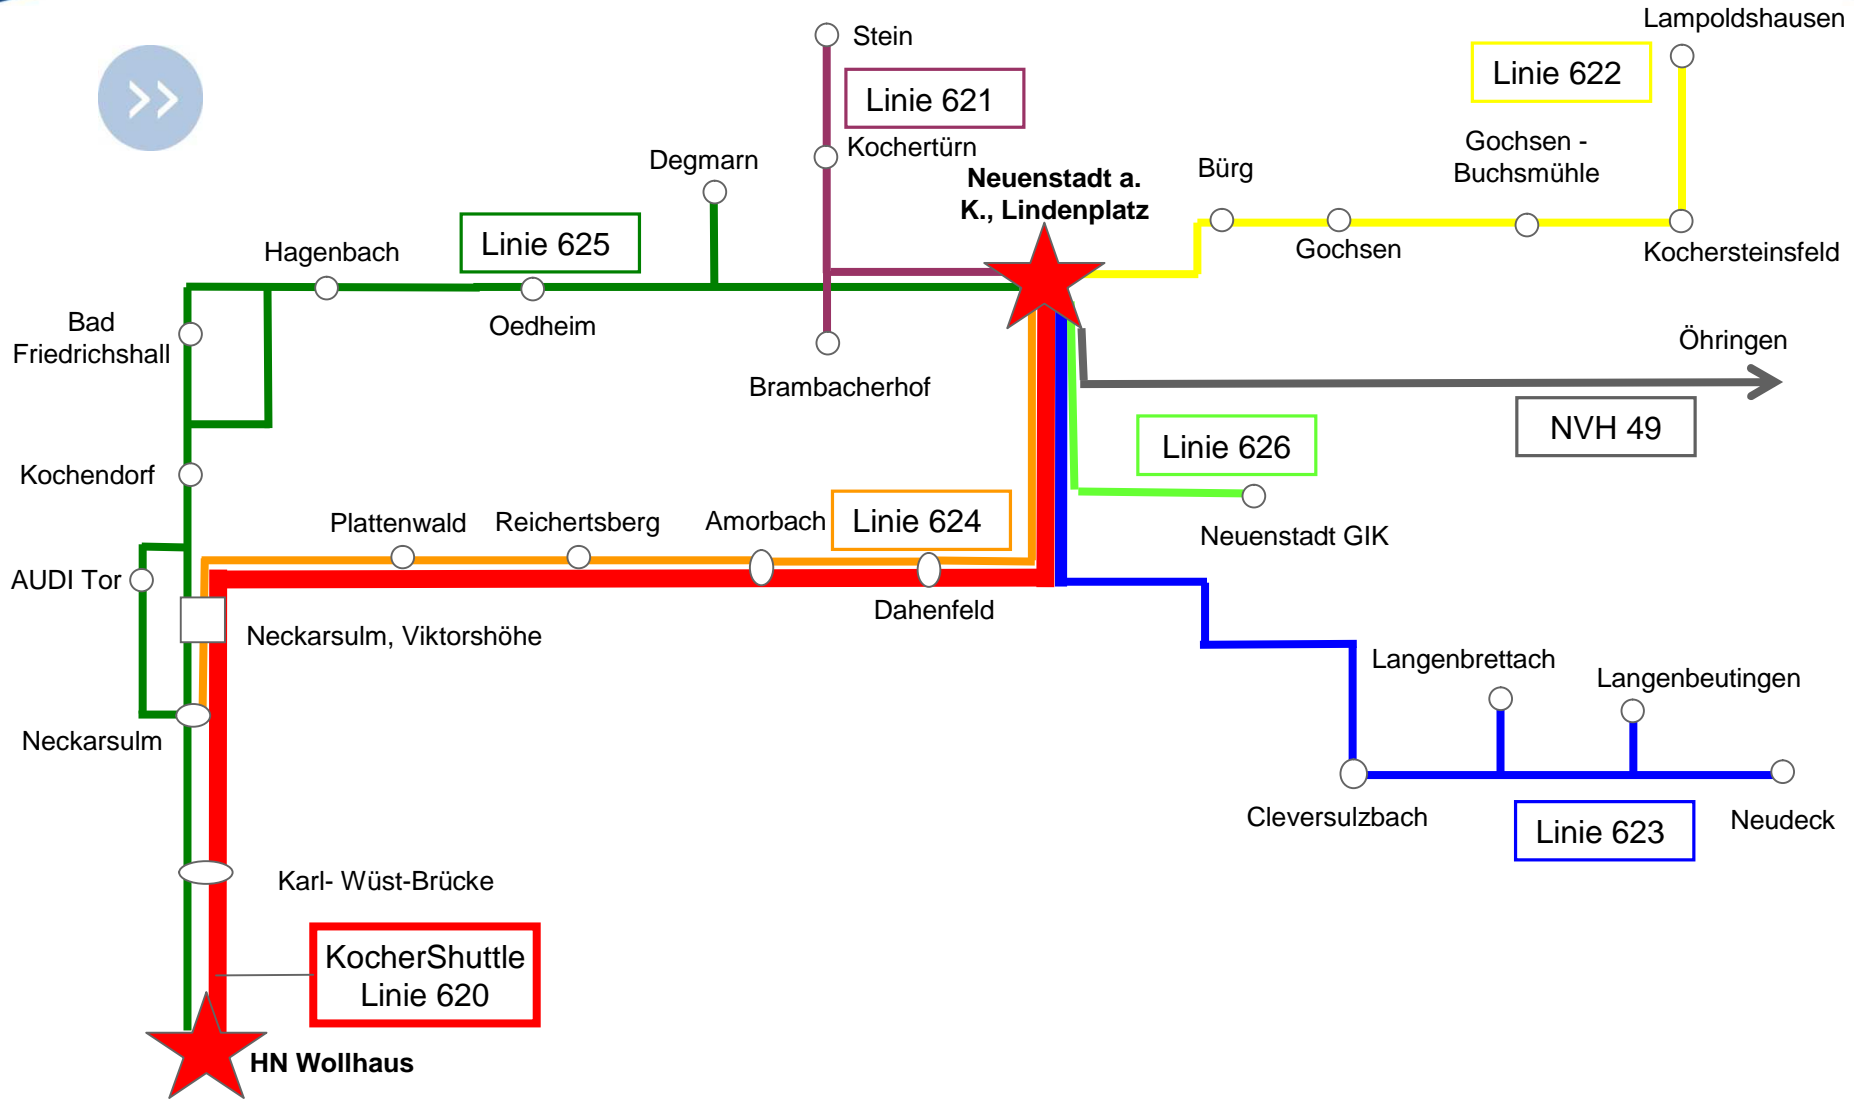 Lampoldshausen
Stein
>>
Linie 622
Linie 621
Gochsen -
Buchsmühle
Kochertürn
Degmarn
Bürg
Neuenstadt a.
K., Lindenplatz
Linie 625
Hagenbach
Gochsen
Kochersteinsfeld
Bad
Friedrichshall
Oedheim
Öhringen
Brambacherhof
NVH 49
Linie 626
Kochendorf
Plattenwald
Reichertsberg
Amorbach
Linie 624
Neuenstadt GIK
AUDI Tor
Dahenfeld
Neckarsulm, Viktorshöhe
Langenbrettach
Langenbeutingen
Neckarsulm
Cleversulzbach
Linie 623
Neudeck
Karl- Wüst-Brücke
KocherShuttle
Linie 620
HN Wollhaus